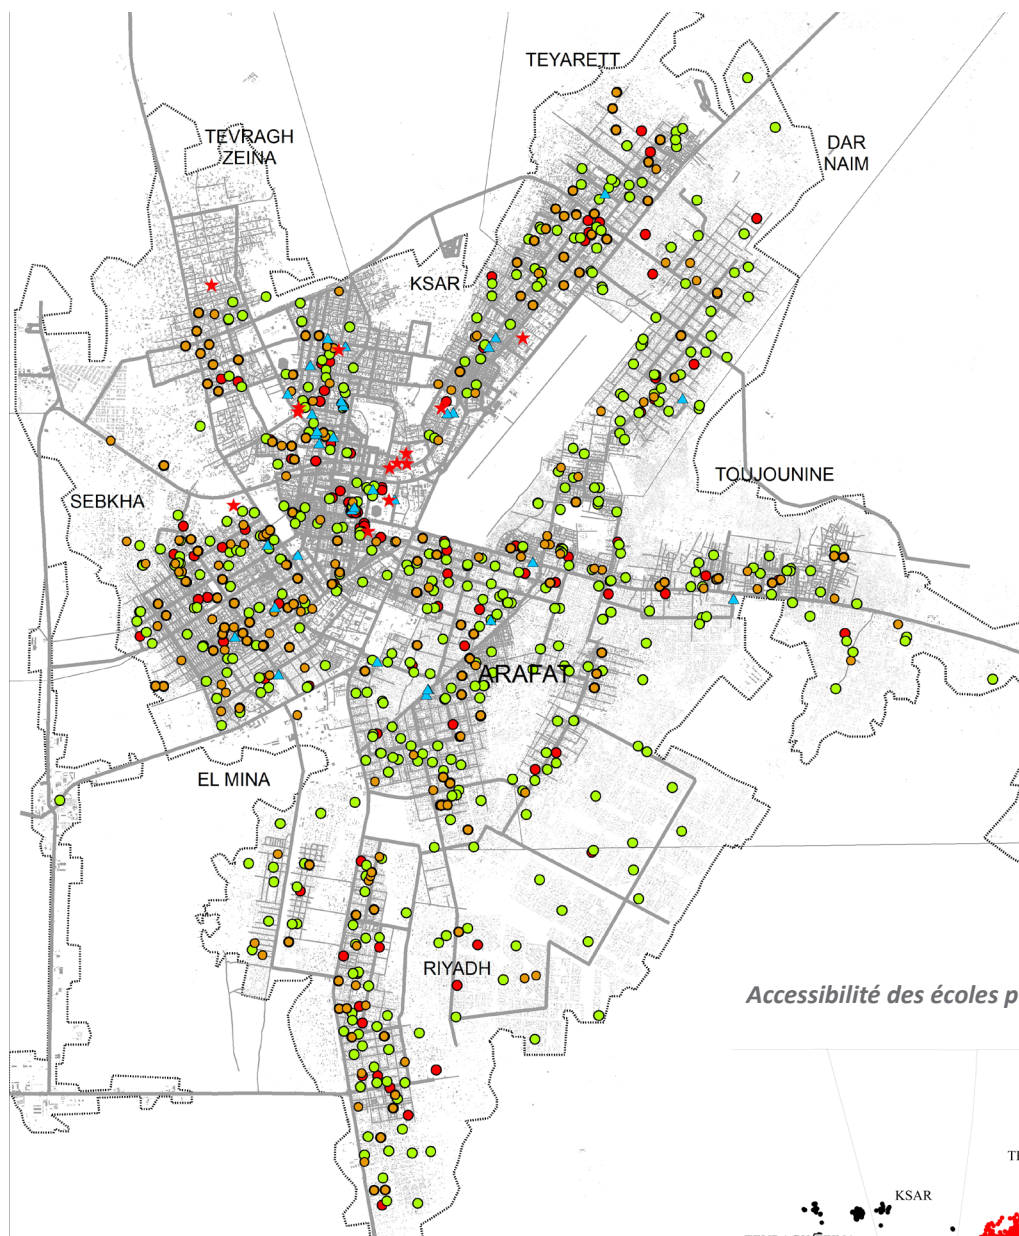 TEYARETT
TEVRAGH
ZEINA
DAR
NAIM
KSAR
TOUJOUNINE
SEBKHA
ARAFAT
EL MINA
RIYADH
Accessibilité des écoles p
KSAR